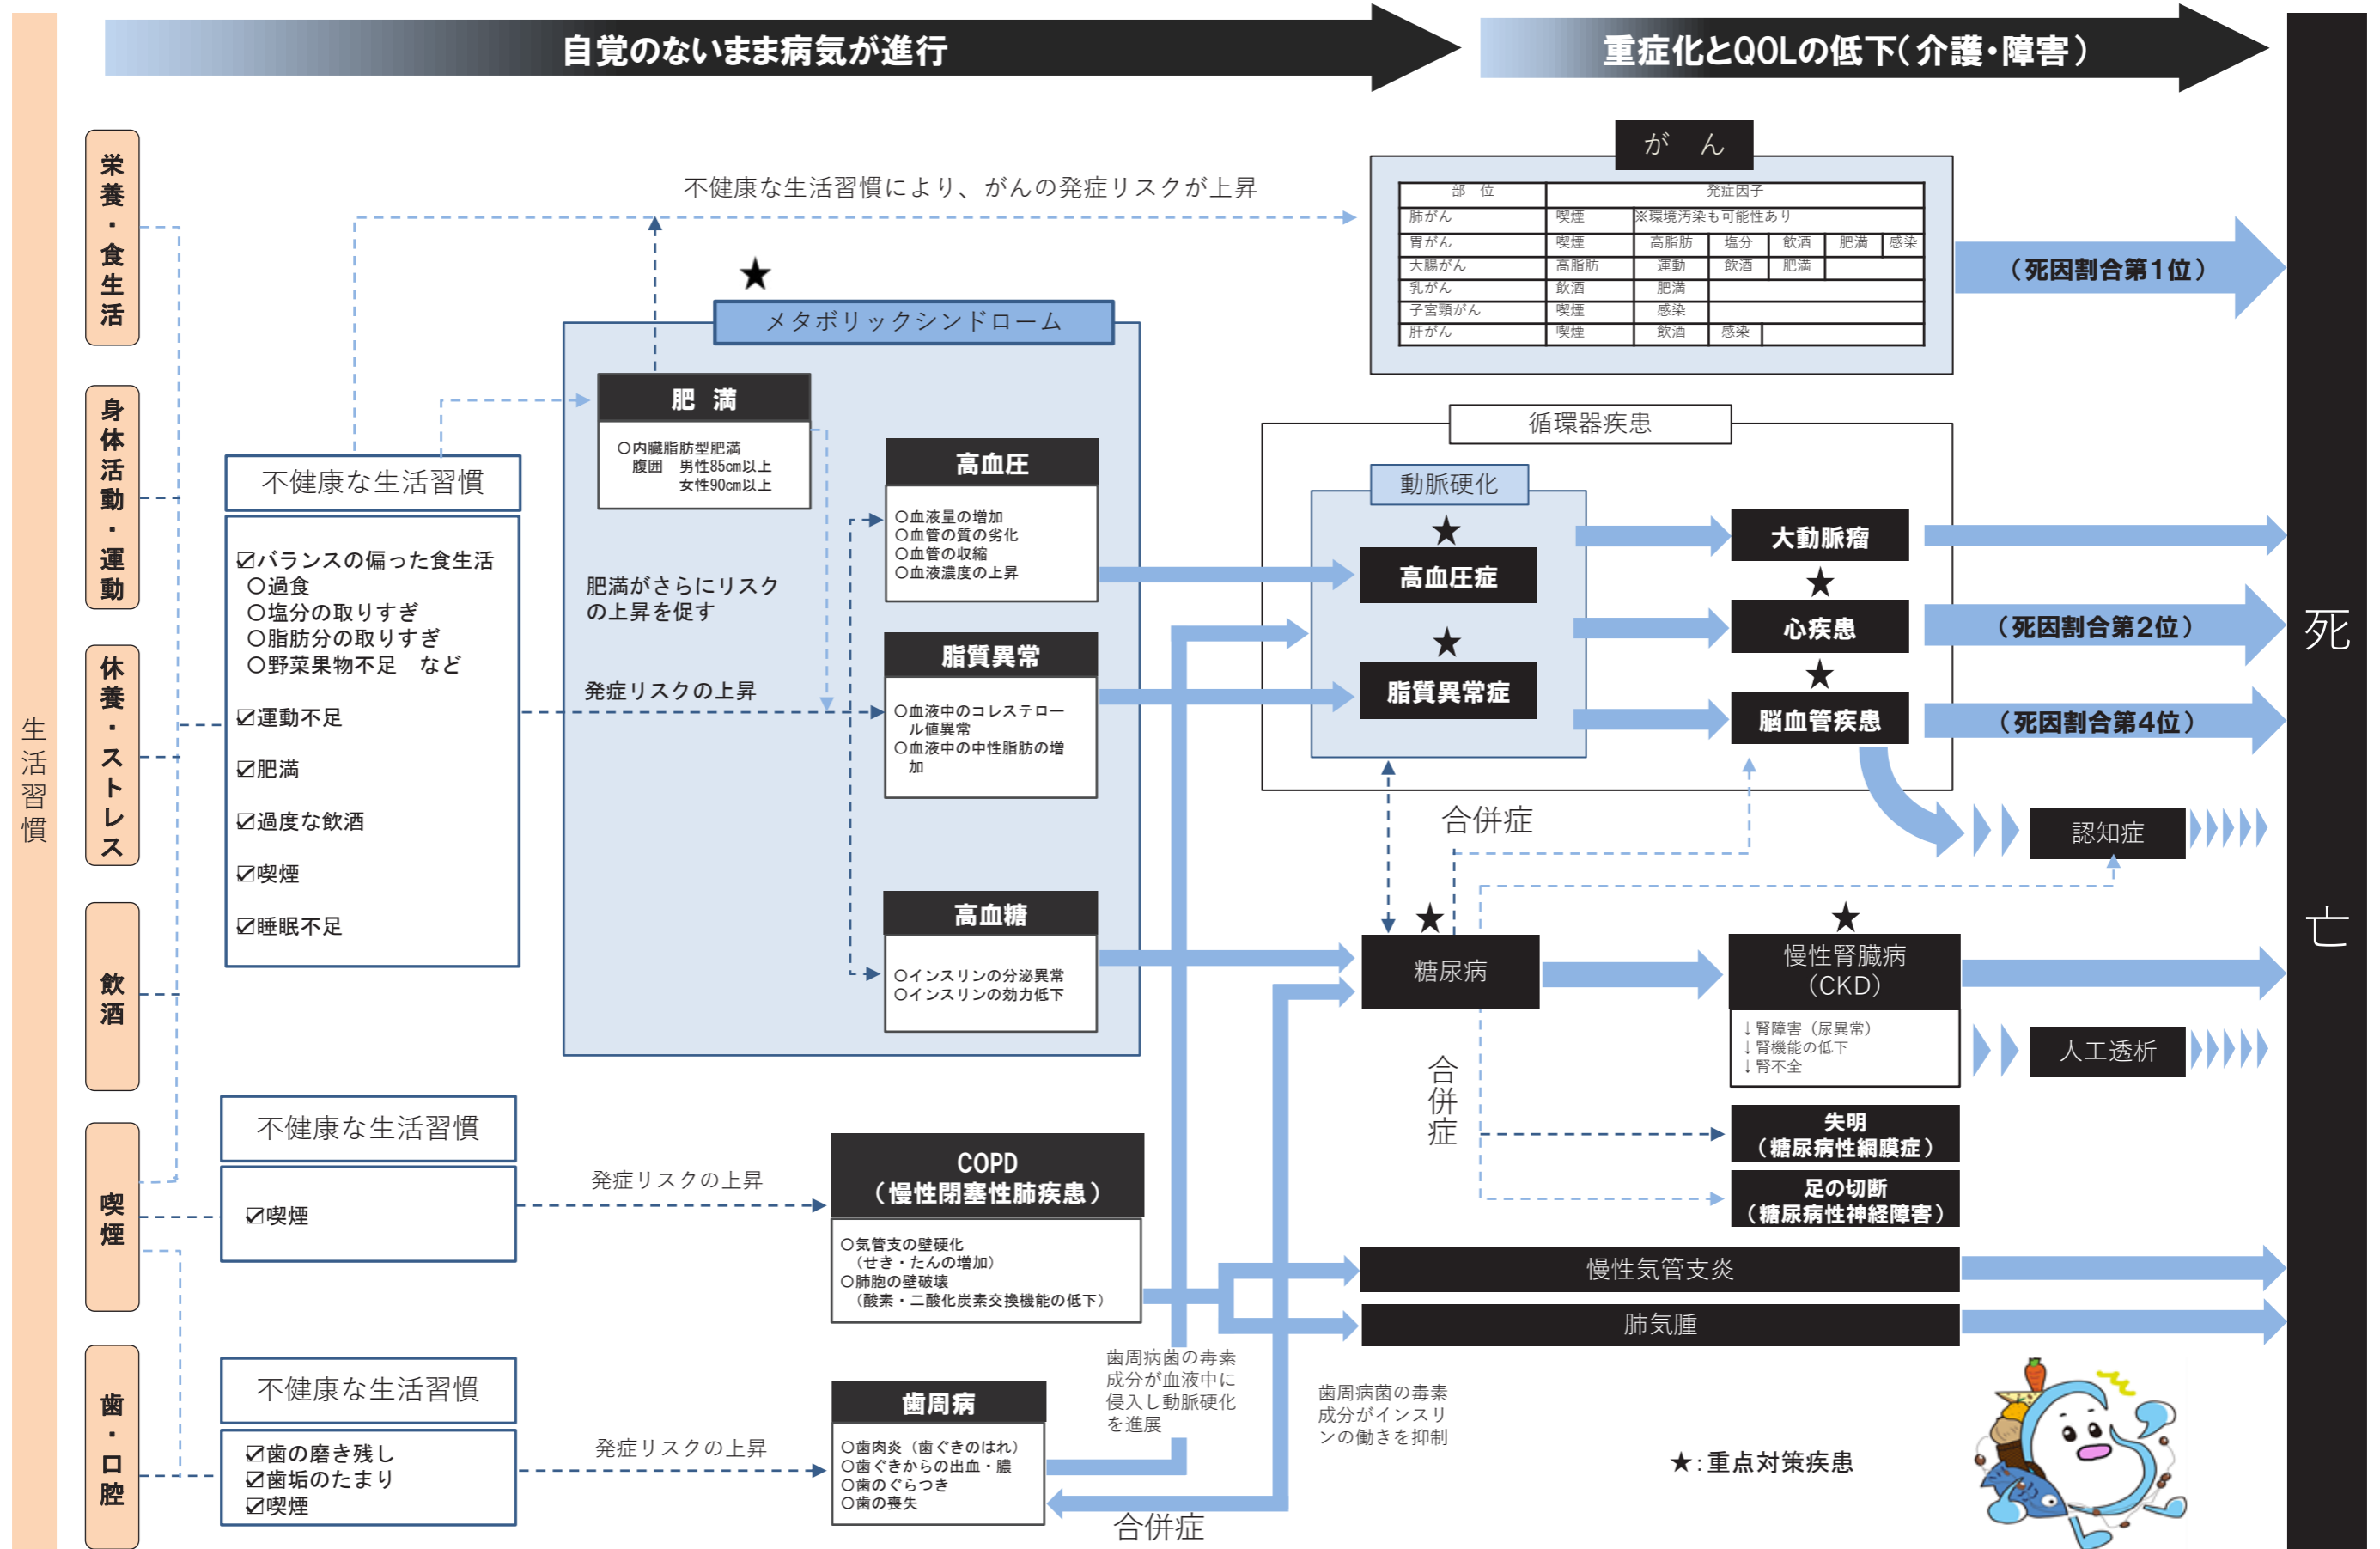 自覚のないまま病気が進行
重症化とQOLの低下(介護・障害)
生活習慣
栄養・食生活
身体活動・運動
休養・ストレス
飲酒
喫煙
歯・口腔
不健康な生活習慣により、がんの発症リスクが上昇
が　ん
部　位　発症因子
肺がん　喫煙　※環境汚染も可能性あり
胃がん　喫煙　高脂肪　塩分　飲酒　肥満　感染
大腸がん　高脂肪　運動　飲酒　肥満
乳がん　飲酒　肥満
子宮頸がん　喫煙　感染
肝がん　喫煙　飲酒　感染
(死因割合第1位)
★
メタボリックシンドローム
肥　満
○内臓脂肪型肥満
腹囲　男性85cm以上
女性90cm以上
不健康な生活習慣
☑バランスの偏った食生活
○過食
○塩分の取りすぎ
○脂肪分の取りすぎ
○野菜果物不足　など
☑運動不足
☑肥満
☑過度な飲酒
☑喫煙
☑睡眠不足
肥満がさらにリスク
の上昇を促す
発症リスクの上昇
高血圧
○血液量の増加
○血管の質の劣化
○血管の収縮
○血液濃度の上昇
脂質異常
○血液中のコレステロー
ル値異常
○血液中の中性脂肪の増
加
高血糖
○インスリンの分泌異常
○インスリンの効力低下
循環器疾患
動脈硬化
★
高血圧症
★
脂質異常症
大動脈瘤
★
心疾患
★
脳血管疾患
(死因割合第2位)
(死因割合第4位)
合併症
認知症
★
糖尿病
★
慢性腎臓病
(CKD)
↓腎障害（尿異常）
↓腎機能の低下
↓腎不全
人工透析
合併症
失明
(糖尿病性網膜症)
足の切断
(糖尿病性神経障害)
不健康な生活習慣
☑喫煙
発症リスクの上昇
COPD
(慢性閉塞性肺疾患)
○気管支の壁硬化
（せき・たんの増加）
○肺胞の壁破壊
（酸素・二酸化炭素交換機能の低下）
慢性気管支炎
肺気腫
不健康な生活習慣
☑歯の磨き残し
☑歯垢のたまり
☑喫煙
発症リスクの上昇
歯周病
○歯肉炎（歯ぐきのはれ）
○歯ぐきからの出血・膿
○歯のぐらつき
○歯の喪失
歯周病菌の毒素
成分が血液中に
侵入し動脈硬化
を進展
歯周病菌の毒素
成分がインスリ
ンの働きを抑制
合併症
★：重点対策疾患
死亡